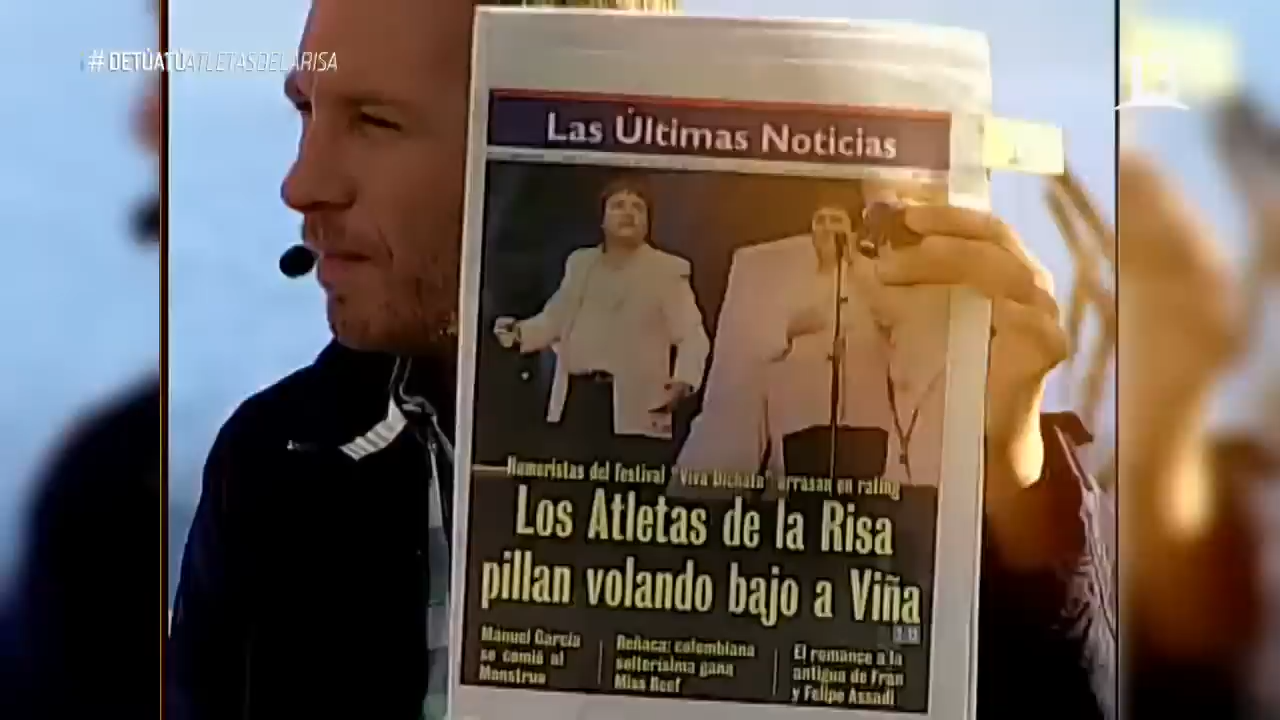 #DETÚATÚATLETASDELARISA
13
Las Últimas Noticias
Humoristas del festival "Viva Dichato" arrasan en rating
Los Atletas de la Risa
pillan volando bajo a Viña
Manuel García
se comió al
Monstruo
Reñaca: colombiana
solterísima gana
Miss Reef
El romance a la
antigua de Fran
y Felipe Assadi